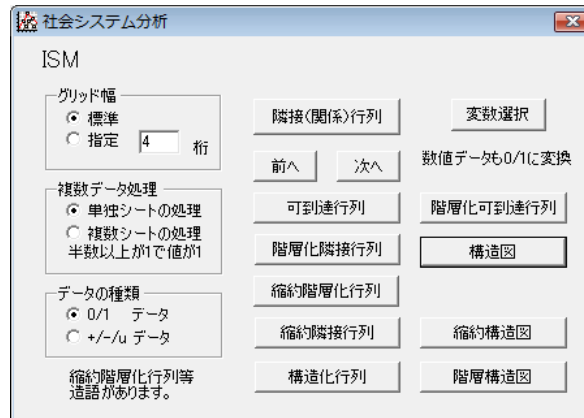 社会システム分析
ISM
グリッド幅
標準
指定 4 桁
複数データ処理
単独シートの処理
複数シートの処理
半数以上が1で値が1
データの種類
0/1 データ
+/-/u データ
縮約階層化行列等
造語があります。
隣接(関係)行列
変数選択
前へ 次へ
数値データも0/1に変換
可到達行列
階層化可到達行列
階層化隣接行列
構造図
縮約階層化行列
縮約隣接行列
縮約構造図
構造化行列
階層構造図